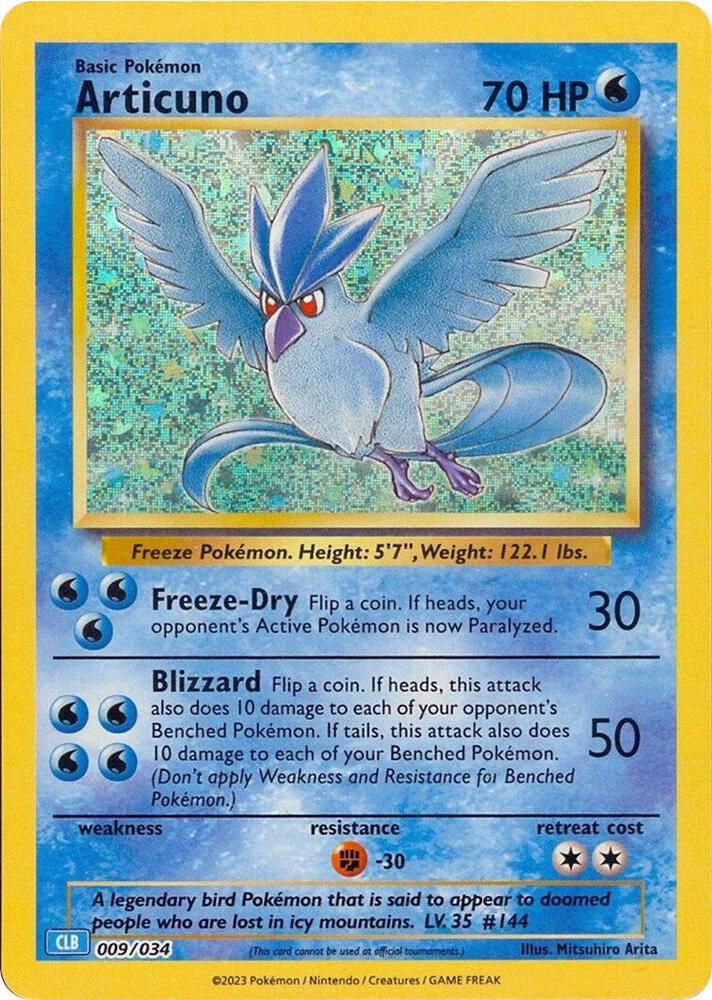 Basic Pokémon
Articuno 70 HP
Freeze Pokémon. Height: 5'7", Weight: 122.1 lbs.
Freeze-Dry Flip a coin. If heads, your
opponent's Active Pokémon is now Paralyzed. 30
Blizzard Flip a coin. If heads, this attack
also does 10 damage to each of your opponent's
Benched Pokémon. If tails, this attack also does
10 damage to each of your Benched Pokémon. 50
(Don't apply Weakness and Resistance for Benched
Pokémon.)
weakness resistance retreat cost
-30
A legendary bird Pokémon that is said to appear to doomed
people who are lost in icy mountains. LV. 35 #144
CLB 009/034 (This card cannot be used at official tournaments.) Illus. Mitsuhiro Arita
©2023 Pokémon / Nintendo / Creatures / GAME FREAK